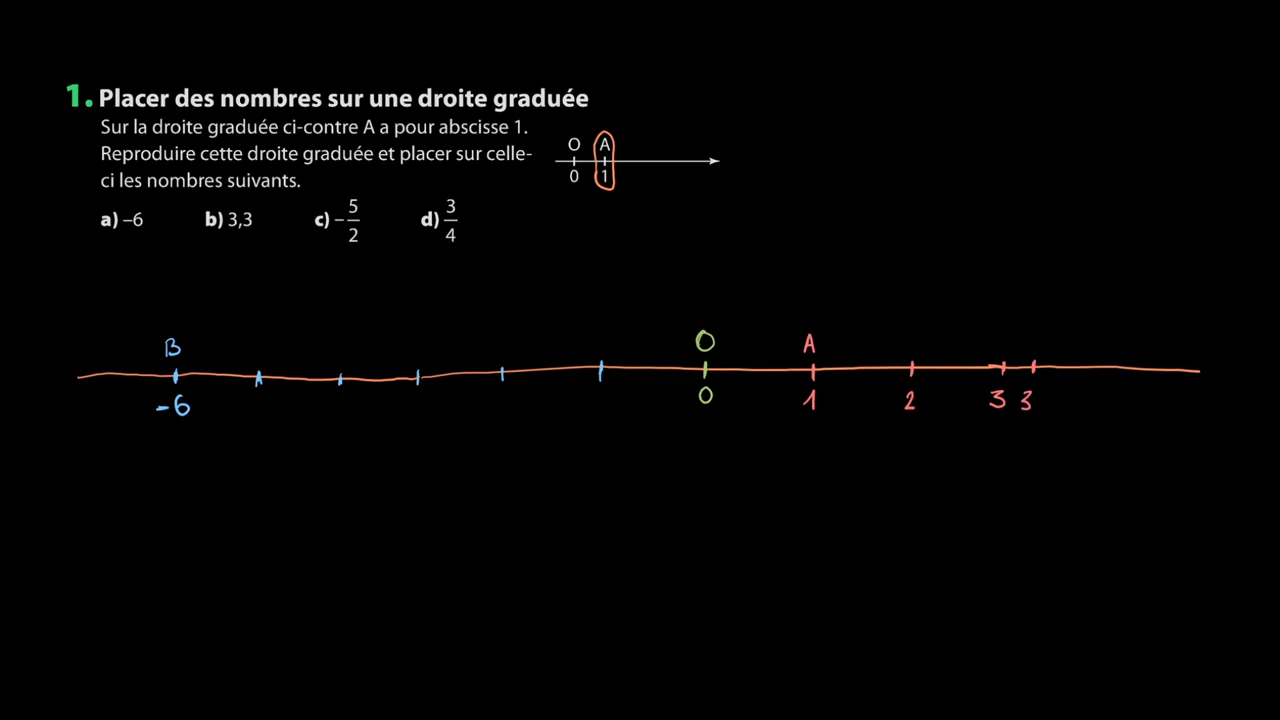 1. Placer des nombres sur une droite graduée
Sur la droite graduée ci-contre A a pour abscisse 1.
Reproduire cette droite graduée et placer sur celle-
ci les nombres suivants.
O A
0 1
a) –6 b) 3,3 c) –5/2 d) 3/4
B O A
-6 0 1 2 3 3